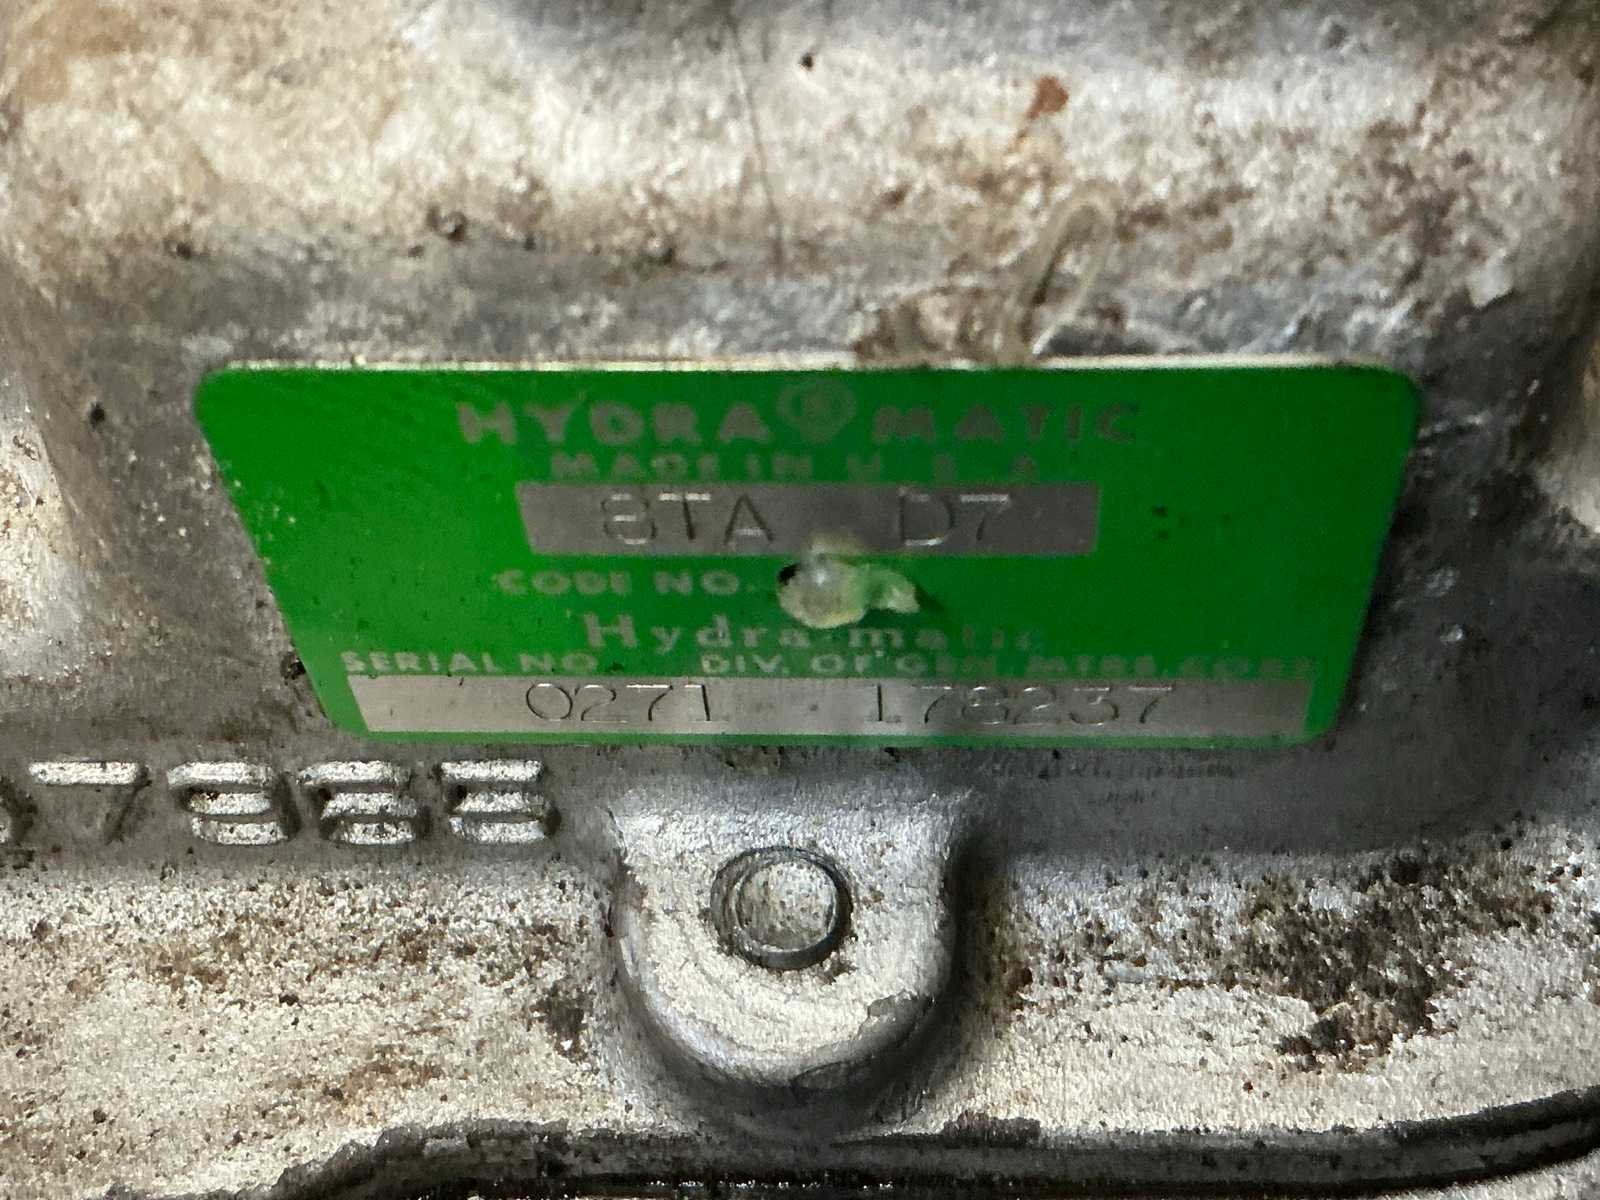 HYDRA ® MATIC
MADE IN U.S.A.
8TA D7
CODE NO.
Hydra-matic
SERIAL NO. DIV. OF GEN. MTRS. CORP.
0271 178237